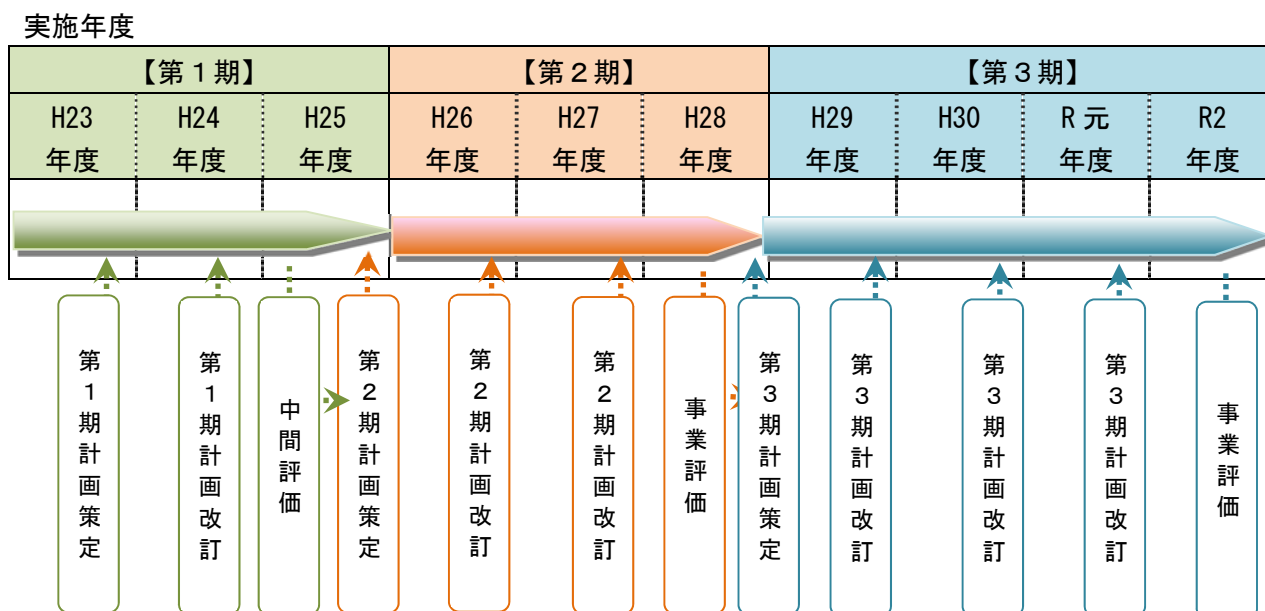 実施年度
【第１期】 【第２期】 【第３期】
H23 H24 H25 H26 H27 H28 H29 H30 R元 R2
年度 年度 年度 年度 年度 年度 年度 年度 年度 年度
第１期計画策定
第１期計画改訂
中間評価
第２期計画策定
第２期計画改訂
第２期計画改訂
事業評価
第３期計画策定
第３期計画改訂
第３期計画改訂
第３期計画改訂
事業評価